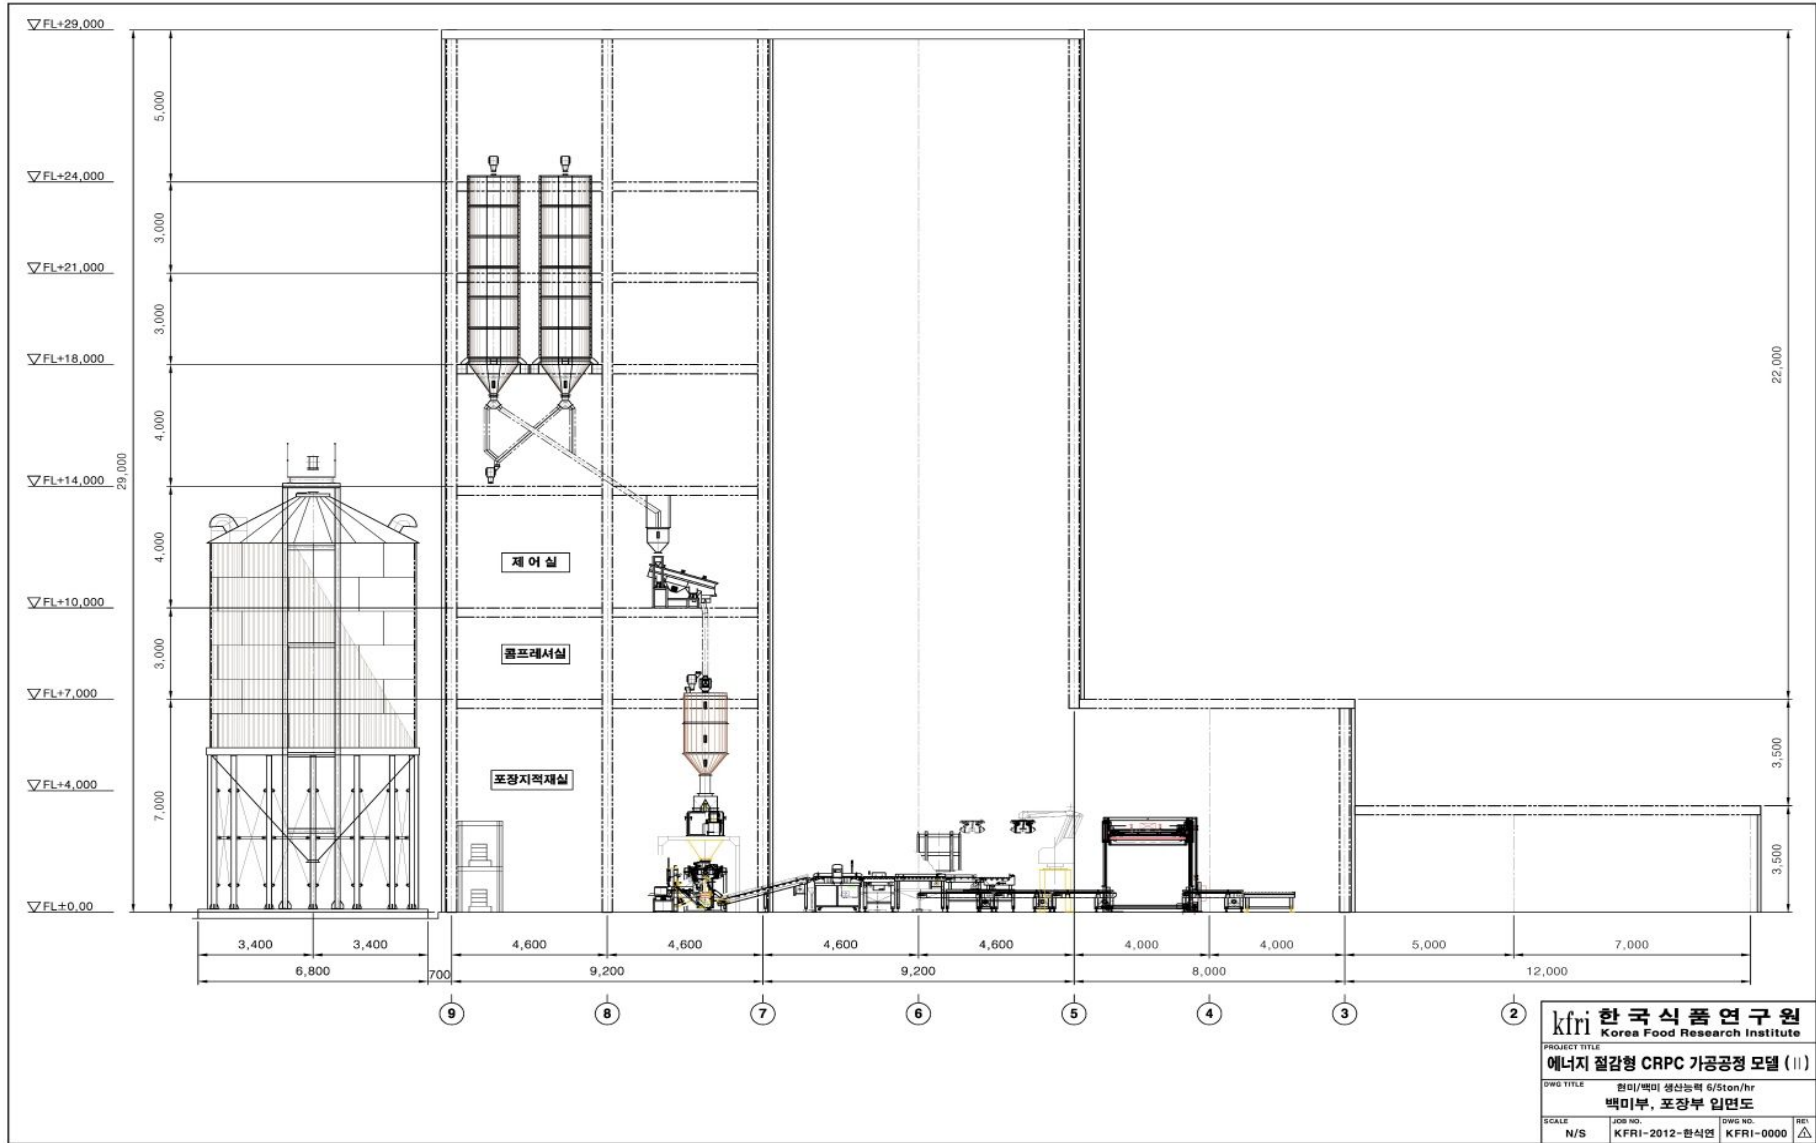 ▽FL+29,000
▽FL+24,000
▽FL+21,000
▽FL+18,000
▽FL+14,000
▽FL+10,000
▽FL+7,000
▽FL+4,000
▽FL±0,00
29,000
5,000
3,000
3,000
4,000
4,000
3,000
7,000
제 어 실
콤프레셔실
포장지적재실
22,000
3,500
3,500
3,400 3,400 4,600 4,600 4,600 4,600 4,000 4,000 5,000 7,000
6,800 700 9,200 9,200 8,000 12,000
9 8 7 6 5 4 3 2
kfri 한국식품연구원
Korea Food Research Institute
PROJECT TITLE
에너지 절감형 CRPC 가공공정 모델 (II)
DWG TITLE 현미/백미 생산능력 6/5ton/hr
백미부, 포장부 입면도
SCALE JOB NO. DWG NO. REV.
N/S KFRI-2012-한식연 KFRI-0000